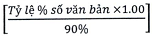 [Tỷ lệ % số văn bản×1.00]
90%